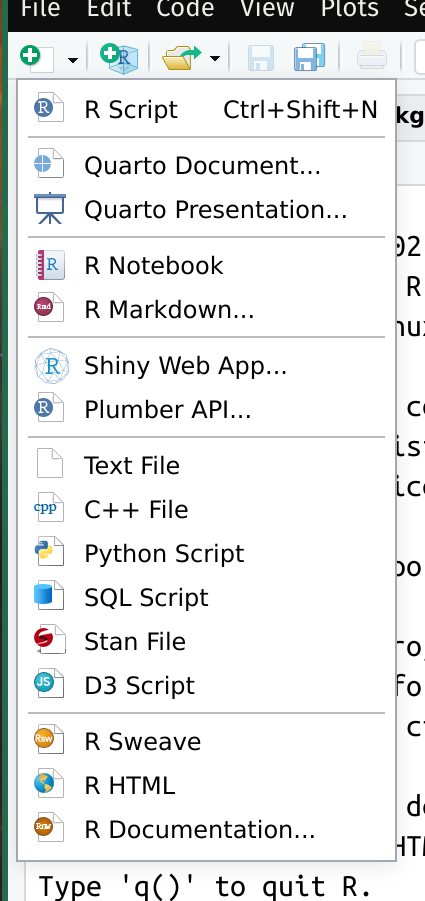 File Edit Code View Plots
R Script Ctrl+Shift+N
Quarto Document...
Quarto Presentation...
R Notebook
R Markdown...
Shiny Web App...
Plumber API...
Text File
C++ File
Python Script
SQL Script
Stan File
D3 Script
R Sweave
R HTML
R Documentation...
Type 'q()' to quit R.